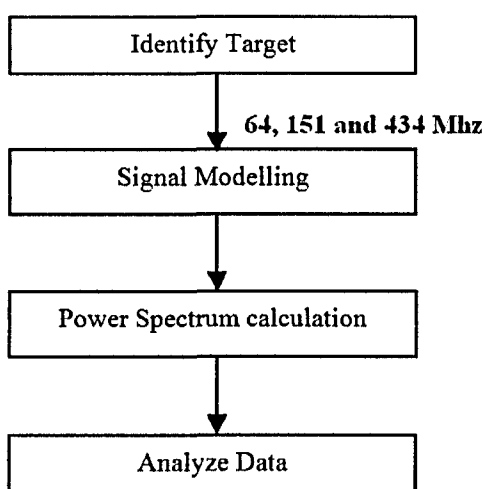 Identify Target
64, 151 and 434 Mhz
Signal Modelling
Power Spectrum calculation
Analyze Data